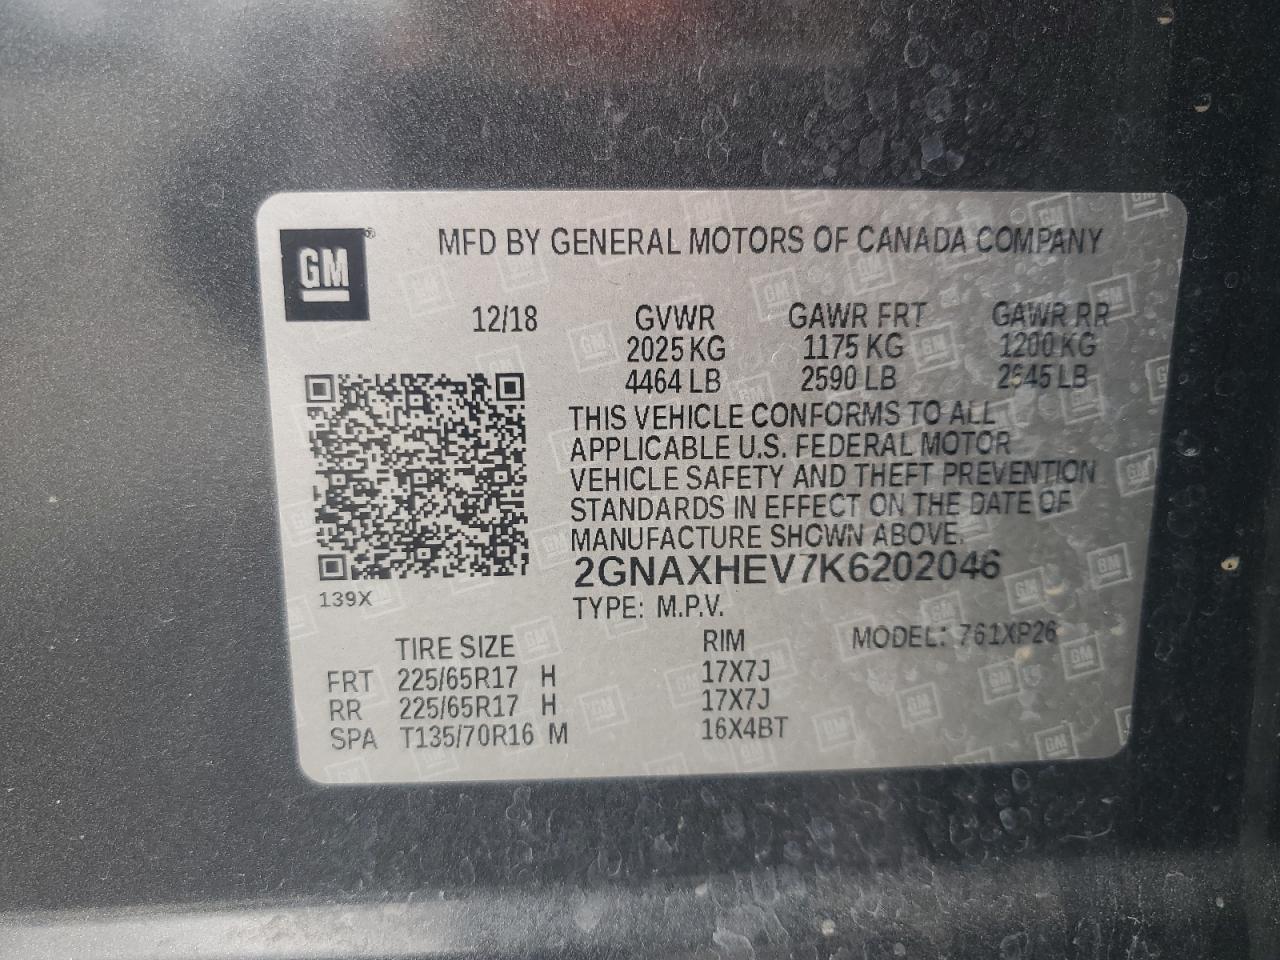 GM
MFD BY GENERAL MOTORS OF CANADA COMPANY
12/18 GVWR GAWR FRT GAWR RR
2025 KG 1175 KG 1200 KG
4464 LB 2590 LB 2645 LB
THIS VEHICLE CONFORMS TO ALL
APPLICABLE U.S. FEDERAL MOTOR
VEHICLE SAFETY AND THEFT PREVENTION
STANDARDS IN EFFECT ON THE DATE OF
MANUFACTURE SHOWN ABOVE.
2GNAXHEV7K6202046
139X
TYPE: M.P.V.
TIRE SIZE RIM MODEL: 761XP26
FRT 225/65R17 H 17X7J
RR 225/65R17 H 17X7J
SPA T135/70R16 M 16X4BT